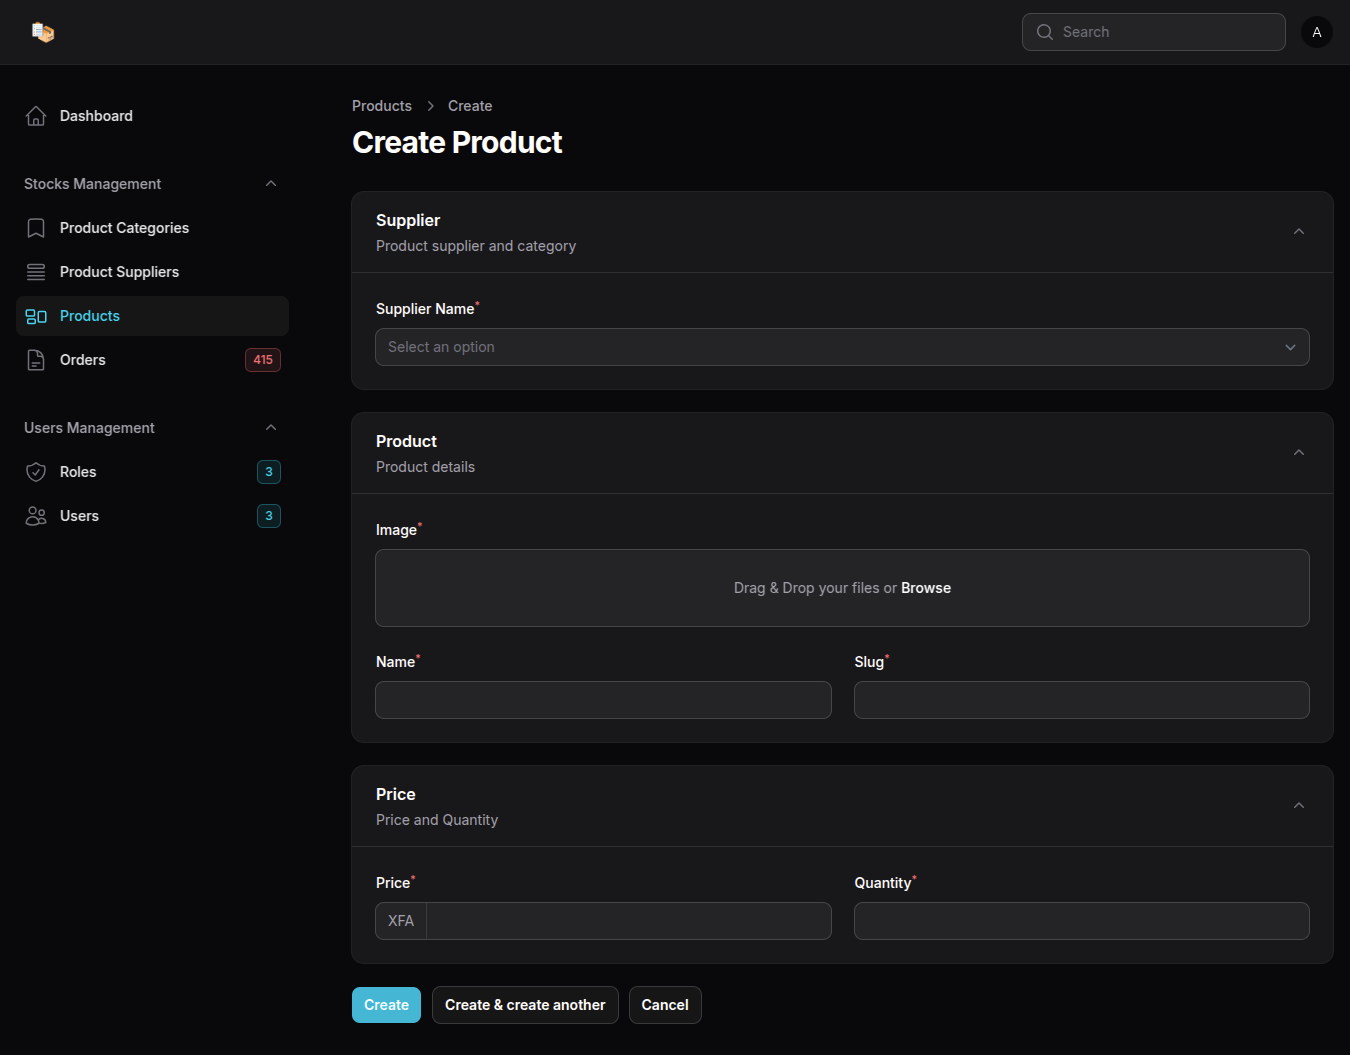 Search
A
Dashboard
Stocks Management
Product Categories
Product Suppliers
Products
Orders 415
Users Management
Roles 3
Users 3
Products > Create
Create Product
Supplier
Product supplier and category
Supplier Name*
Select an option
Product
Product details
Image*
Drag & Drop your files or Browse
Name* Slug*
Price
Price and Quantity
Price* Quantity*
XFA
Create Create & create another Cancel